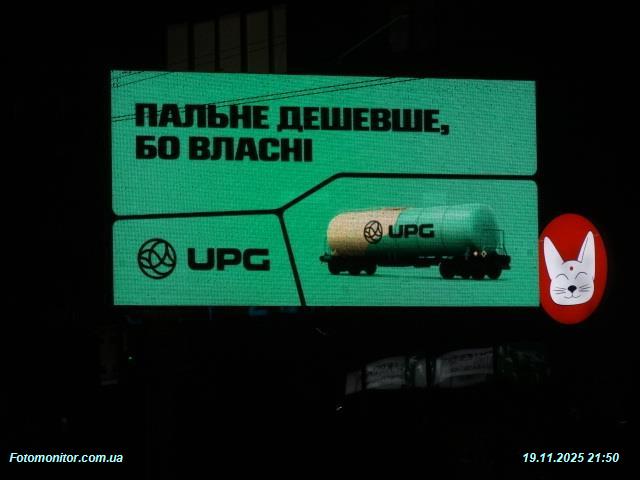 ПАЛЬНЕ ДЕШЕВШЕ,
БО ВЛАСНІ
UPG
UPG
Fotomonitor.com.ua
19.11.2025 21:50